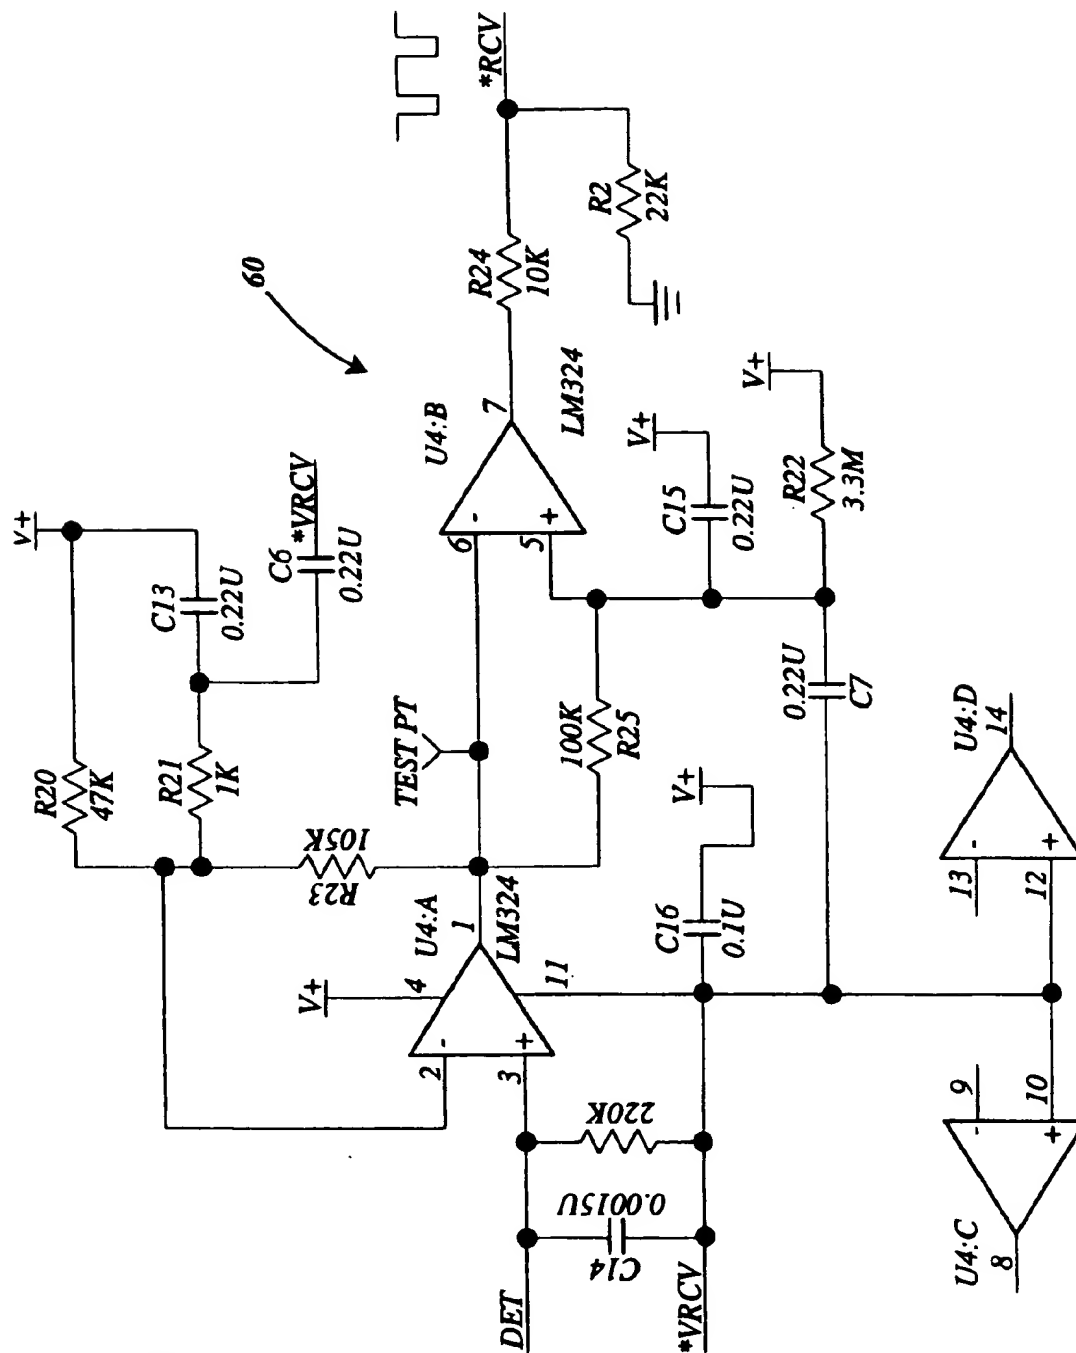 *RCV
60
R24
10K
R2
22K
V+
C6
*VRCV
0.22U
C13
0.22U
U4:B
6
-
7
5
+
LM324
V+
C15
0.22U
V+
R22
3.3M
R20
47K
R21
1K
TEST PT
100K
R25
0.22U
C7
R23
105K
U4:A
1
LM324
V+
4
11
2
-
3
+
C16
0.1U
V+
U4:D
14
13
-
12
+
220K
C14
0.0015U
DET
*VRCV
9
-
10
+
U4:C
8